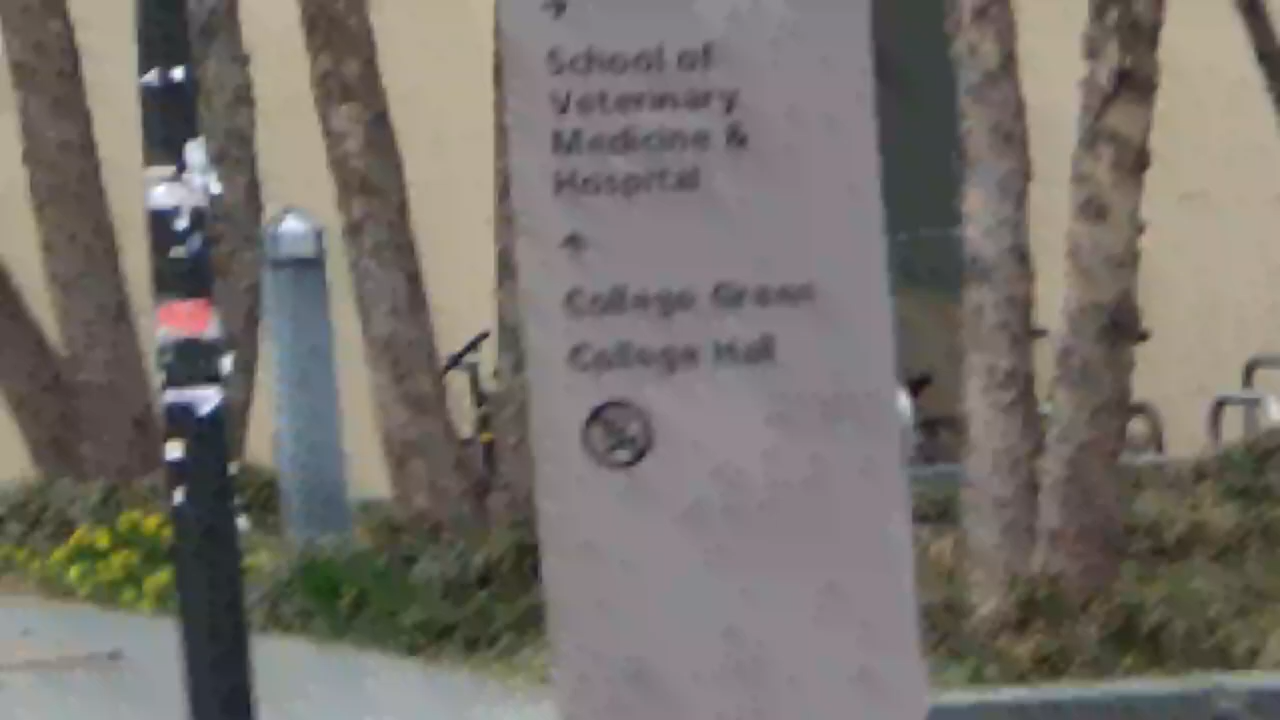 School of
Veterinary
Medicine &
Hospital
College Green
College Hall